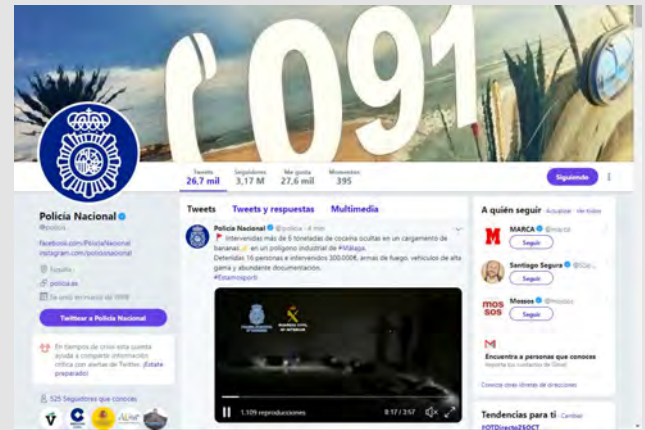 091
Tweets Seguidores Me gusta Momentos
26,7 mil 3,17 M 27,6 mil 395
Siguiendo
Policía Nacional
@policia
facebook.com/PoliciaNacional
instagram.com/policianacional
España
policia.es
Se unió en marzo de
Twittear a Policía Nacional
En tiempos de crisis esta cuenta
ayuda a compartir información
crítica con alertas de Twitter. ¡Estate
preparado!
525 Seguidores que conoces
Tweets Tweets y respuestas Multimedia
Policía Nacional @policia · 4 min
Intervenidas más de 6 toneladas de cocaína ocultas en un cargamento de
bananas en un polígono industrial de #Málaga.
Detenidas 16 personas e intervenidos 300.000€, armas de fuego, vehículos de alta
gama y abundante documentación.
#EstamosporTi
GUARDIA CIVIL
1.109 reproducciones
0:17/3:57
A quién seguir Actualizar · Ver todos
MARCA @marca
Seguir
Santiago Segura
Seguir
mos
sos
Mossos @mossos
Seguir
Encuentra a personas que conoces
Importa tus contactos de Gmail
Conecta otras libretas de direcciones
Tendencias para ti Cambiar
#OTDirecto25OCT